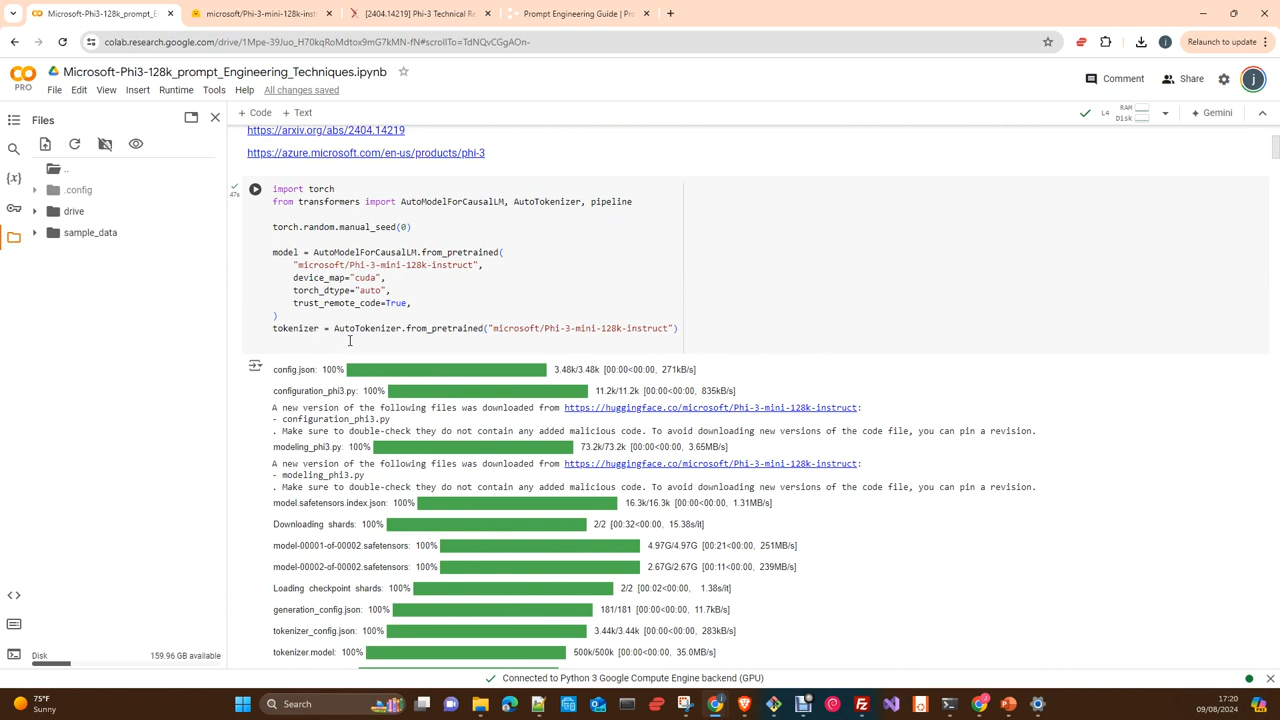 Microsoft-Phi3-128k_prompt_E
microsoft/Phi-3-mini-128k-inst
[2404.14219] Phi-3 Technical Re
Prompt Engineering Guide | Pro
colab.research.google.com/drive/1Mpe-39Juo_H70kqRoMdtox9mG7kMN-fN#scrollTo=TdNQvCGgAOn-
Relaunch to update
PRO
Microsoft-Phi3-128k_prompt_Engineering_Techniques.ipynb
File Edit View Insert Runtime Tools Help All changes saved
Comment
Share
j
Files
+ Code + Text
L4
RAM
Disk
Gemini
..
.config
drive
sample_data
https://arxiv.org/abs/2404.14219
https://azure.microsoft.com/en-us/products/phi-3
47s
import torch
from transformers import AutoModelForCausalLM, AutoTokenizer, pipeline
torch.random.manual_seed(0)
model = AutoModelForCausalLM.from_pretrained(
"microsoft/Phi-3-mini-128k-instruct",
device_map="cuda",
torch_dtype="auto",
trust_remote_code=True,
)
tokenizer = AutoTokenizer.from_pretrained("microsoft/Phi-3-mini-128k-instruct")
config.json: 100% 3.48k/3.48k [00:00<00:00, 271kB/s]
configuration_phi3.py: 100% 11.2k/11.2k [00:00<00:00, 835kB/s]
A new version of the following files was downloaded from https://huggingface.co/microsoft/Phi-3-mini-128k-instruct:
- configuration_phi3.py
. Make sure to double-check they do not contain any added malicious code. To avoid downloading new versions of the code file, you can pin a revision.
modeling_phi3.py: 100% 73.2k/73.2k [00:00<00:00, 3.65MB/s]
A new version of the following files was downloaded from https://huggingface.co/microsoft/Phi-3-mini-128k-instruct:
- modeling_phi3.py
. Make sure to double-check they do not contain any added malicious code. To avoid downloading new versions of the code file, you can pin a revision.
model.safetensors.index.json: 100% 16.3k/16.3k [00:00<00:00, 1.31MB/s]
Downloading shards: 100% 2/2 [00:32<00:00, 15.38s/it]
model-00001-of-00002.safetensors: 100% 4.97G/4.97G [00:21<00:00, 251MB/s]
model-00002-of-00002.safetensors: 100% 2.67G/2.67G [00:11<00:00, 239MB/s]
Loading checkpoint shards: 100% 2/2 [00:02<00:00, 1.38s/it]
generation_config.json: 100% 181/181 [00:00<00:00, 11.7kB/s]
tokenizer_config.json: 100% 3.44k/3.44k [00:00<00:00, 283kB/s]
tokenizer.model: 100% 500k/500k [00:00<00:00, 35.0MB/s]
Disk 159.96 GB available
Connected to Python 3 Google Compute Engine backend (GPU)
75°F
Sunny
Search
17:20
09/08/2024